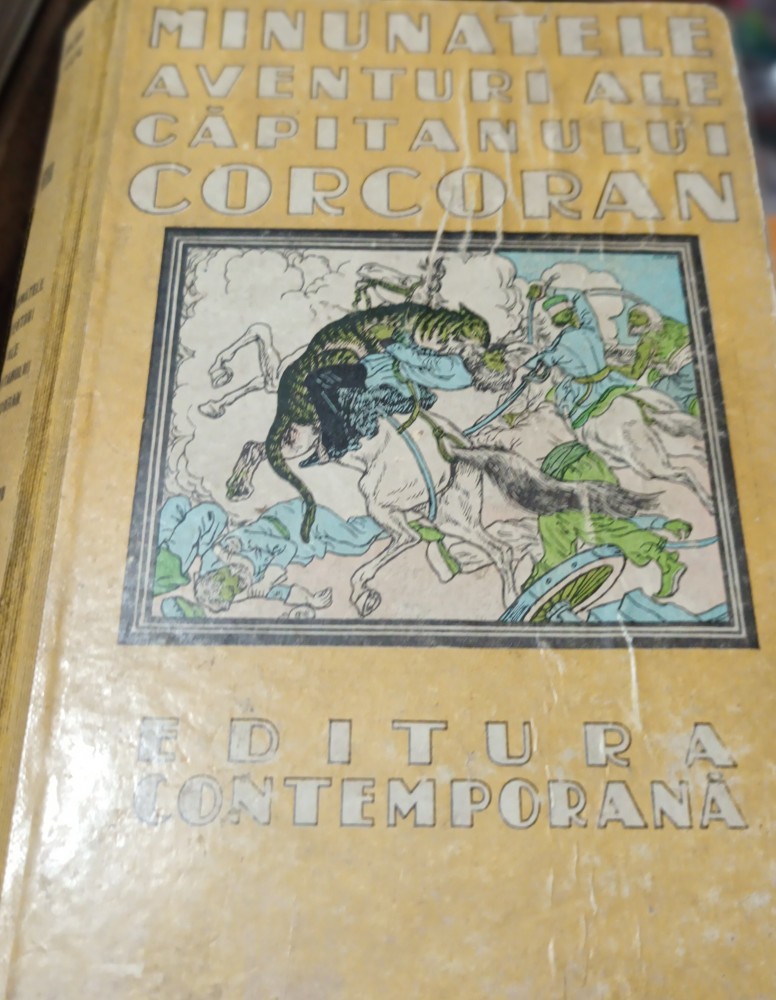 MINUNATELE
AVENTURI ALE
CĂPITANULUI
CORCORAN
EDITURA
CONTEMPORANĂ